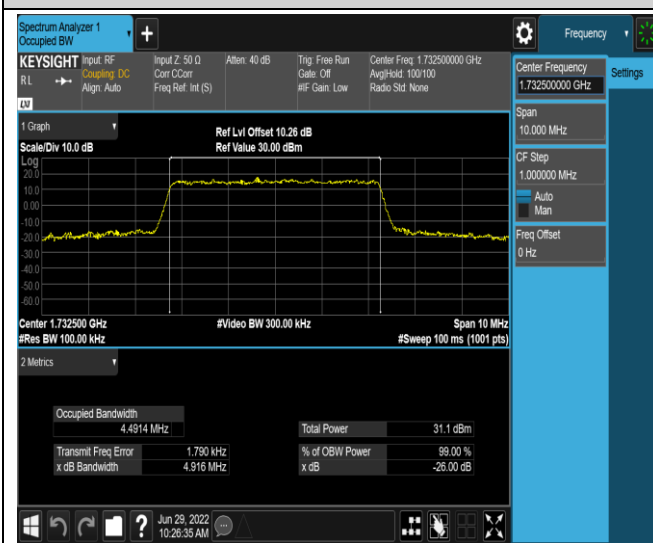 Spectrum Analyzer 1
Occupied BW
+
Frequency
KEYSIGHT
RL
LXI
Input: RF
Coupling: DC
Align: Auto
Input Z: 50 Ω
Corr CCorr
Freq Ref: Int (S)
Atten: 40 dB
Trig: Free Run
Gate: Off
#IF Gain: Low
Center Freq: 1.732500000 GHz
Avg|Hold: 100/100
Radio Std: None
Center Frequency
1.732500000 GHz
Settings
Span
10.000 MHz
CF Step
1.000000 MHz
Auto
Man
Freq Offset
0 Hz
1 Graph
Scale/Div 10.0 dB
Ref Lvl Offset 10.26 dB
Ref Value 30.00 dBm
Log
20.0
10.0
0.00
-10.0
-20.0
-30.0
-40.0
-50.0
-60.0
Center 1.732500 GHz
#Video BW 300.00 kHz
Span 10 MHz
#Res BW 100.00 kHz
#Sweep 100 ms (1001 pts)
2 Metrics
Occupied Bandwidth
4.4914 MHz
Total Power 31.1 dBm
Transmit Freq Error 1.790 kHz
% of OBW Power 99.00 %
x dB Bandwidth 4.916 MHz
x dB -26.00 dB
?
Jun 29, 2022
10:26:35 AM